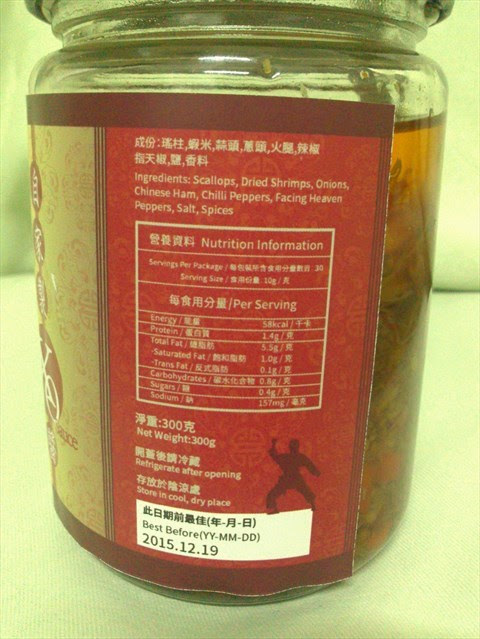 成份:瑤柱,蝦米,蒜頭,蔥頭,火腿,辣椒
指天椒,鹽,香料
Ingredients: Scallops, Dried Shrimps, Onions,
Chinese Ham, Chilli Peppers, Facing Heaven
Peppers, Salt, Spices
營養資料 Nutrition Information
Servings Per Package / 每包裝所含食用分量數目 30
Serving Size / 食用份量 10g / 克
每食用分量 /Per Serving
Energy / 能量 58kcal / 千卡
Protein / 蛋白質 1.4g / 克
Total Fat / 總脂肪 5.5g / 克
-Saturated Fat / 飽和脂肪 1.0g / 克
-Trans Fat / 反式脂肪 0.1g / 克
Carbohydrates / 碳水化合物 0.8g / 克
Sugars / 糖 0.4g / 克
Sodium / 鈉 157mg / 毫克
淨重:300克
Net Weight:300g
開蓋後請冷藏
Refrigerate after opening
存放於陰涼處
Store in cool, dry place
此日期前最佳(年-月-日)
Best Before(YY-MM-DD)
2015.12.19